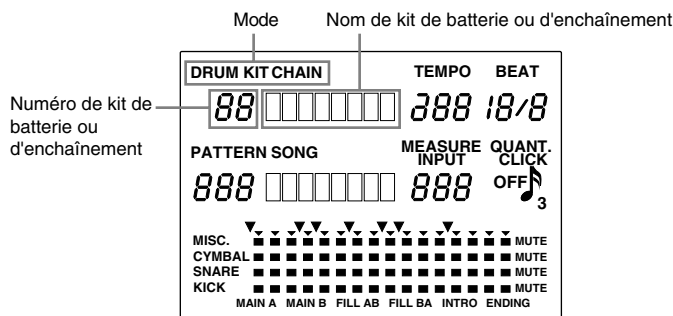 Mode
Nom de kit de batterie ou d'enchaînement
Numéro de kit de
batterie ou
d'enchaînement
DRUM KIT CHAIN TEMPO BEAT
88 288 18/8
PATTERN SONG MEASURE INPUT QUANT. CLICK
888 888 OFF 3
MISC. MUTE
CYMBAL MUTE
SNARE MUTE
KICK MUTE
MAIN A MAIN B FILL AB FILL BA INTRO ENDING